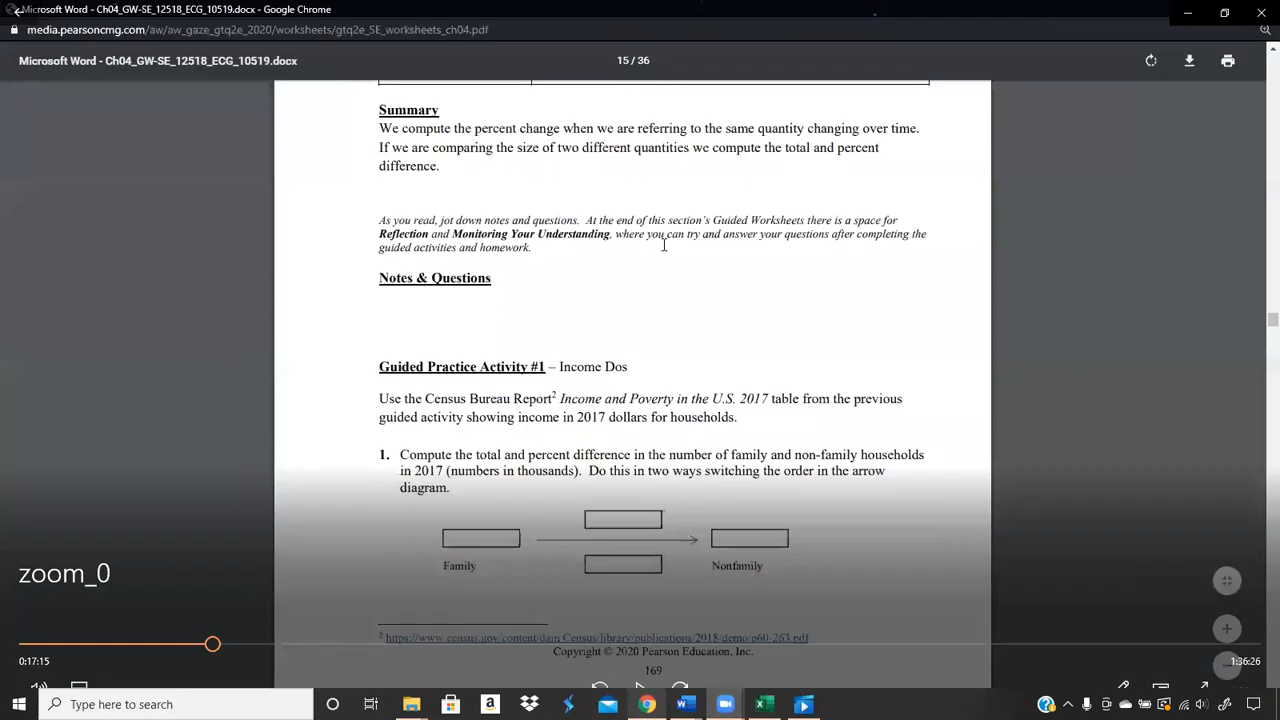 Microsoft Word - Ch04_GW-SE_12518_ECG_10519.docx - Google Chrome
media.pearsoncmg.com/aw/aw_gaze_gtq2e_2020/worksheets/gtq2e_SE_worksheets_ch04.pdf
Microsoft Word - Ch04_GW-SE_12518_ECG_10519.docx
15 / 36
Summary
We compute the percent change when we are referring to the same quantity changing over time.
If we are comparing the size of two different quantities we compute the total and percent
difference.
As you read, jot down notes and questions. At the end of this section's Guided Worksheets there is a space for
Reflection and Monitoring Your Understanding, where you can try and answer your questions after completing the
guided activities and homework.
Notes & Questions
Guided Practice Activity #1 – Income Dos
Use the Census Bureau Report2 Income and Poverty in the U.S. 2017 table from the previous
guided activity showing income in 2017 dollars for households.
1. Compute the total and percent difference in the number of family and non-family households
in 2017 (numbers in thousands). Do this in two ways switching the order in the arrow
diagram.
Family
Nonfamily
zoom_0
2 https://www.census.gov/content/dam/Census/library/publications/2018/demo/p60-263.pdf
Copyright © 2020 Pearson Education, Inc.
0:17:15
1:36:26
169
Type here to search